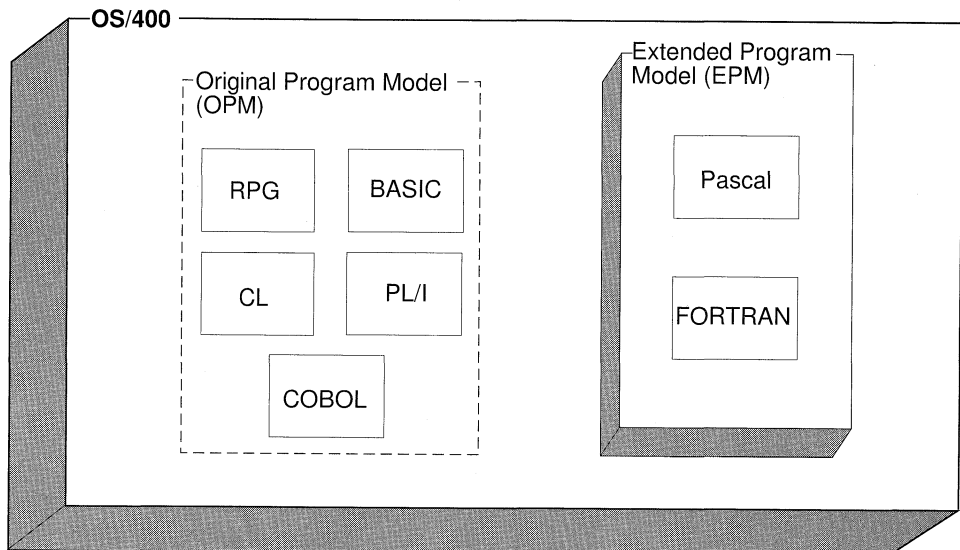 OS/400
Original Program Model
(OPM)
RPG
BASIC
CL
PL/I
COBOL
Extended Program
Model (EPM)
Pascal
FORTRAN